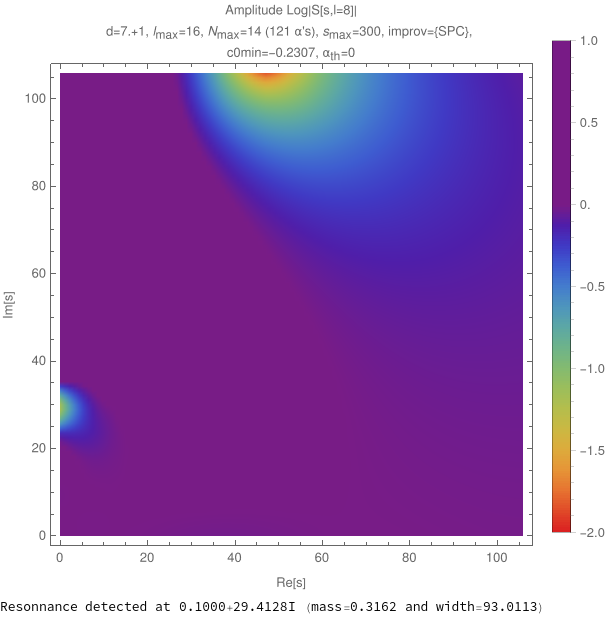 Amplitude Log|S[s,l=8]|
d=7.+1, lmax=16, Nmax=14 (121 α's), smax=300, improv={SPC},
c0min=−0.2307, αth=0
100
80
60
40
20
0
Im[s]
0 20 40 60 80 100
Re[s]
1.0
0.5
0.
−0.5
−1.0
−1.5
−2.0
Resonnance detected at 0.1000+29.4128I (mass=0.3162 and width=93.0113)